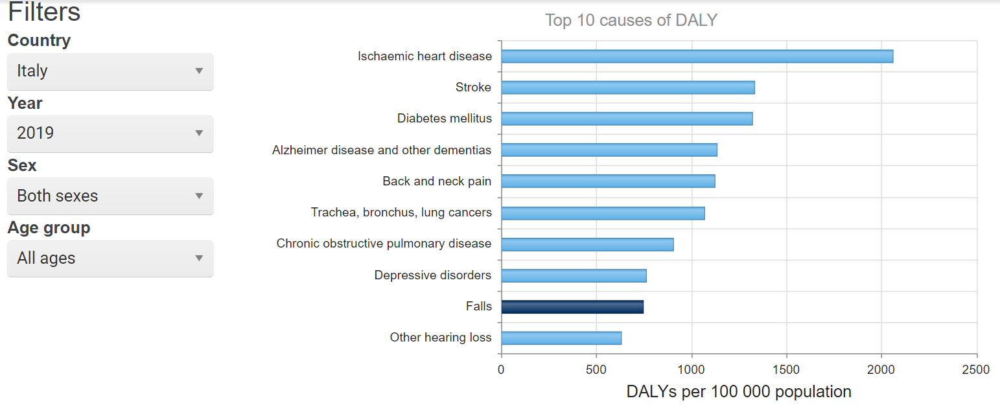 Filters
Country
Italy
Year
2019
Sex
Both sexes
Age group
All ages
Top 10 causes of DALY
Ischaemic heart disease
Stroke
Diabetes mellitus
Alzheimer disease and other dementias
Back and neck pain
Trachea, bronchus, lung cancers
Chronic obstructive pulmonary disease
Depressive disorders
Falls
Other hearing loss
0 500 1000 1500 2000 2500
DALYs per 100 000 population